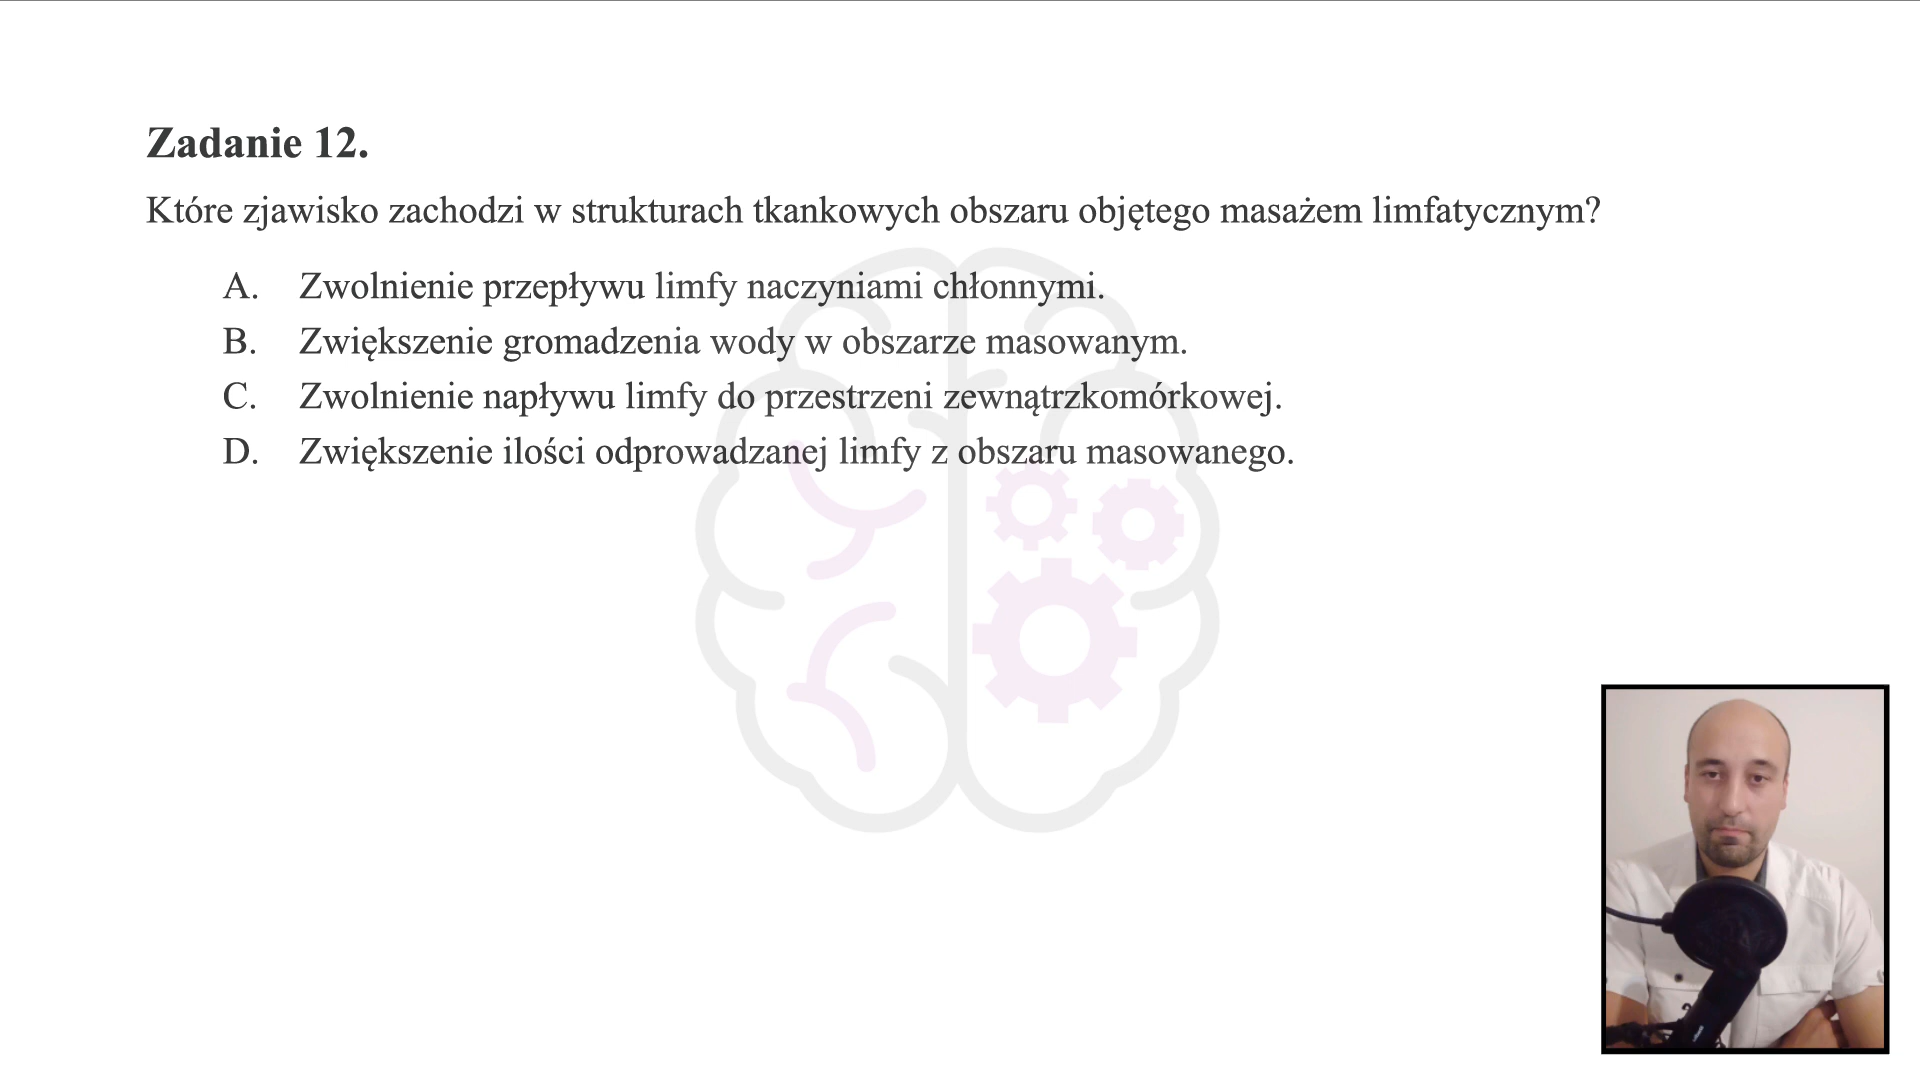 Zadanie 12.
Które zjawisko zachodzi w strukturach tkankowych obszaru objętego masażem limfatycznym?
A. Zwolnienie przepływu limfy naczyniami chłonnymi.
B. Zwiększenie gromadzenia wody w obszarze masowanym.
C. Zwolnienie napływu limfy do przestrzeni zewnątrzkomórkowej.
D. Zwiększenie ilości odprowadzanej limfy z obszaru masowanego.